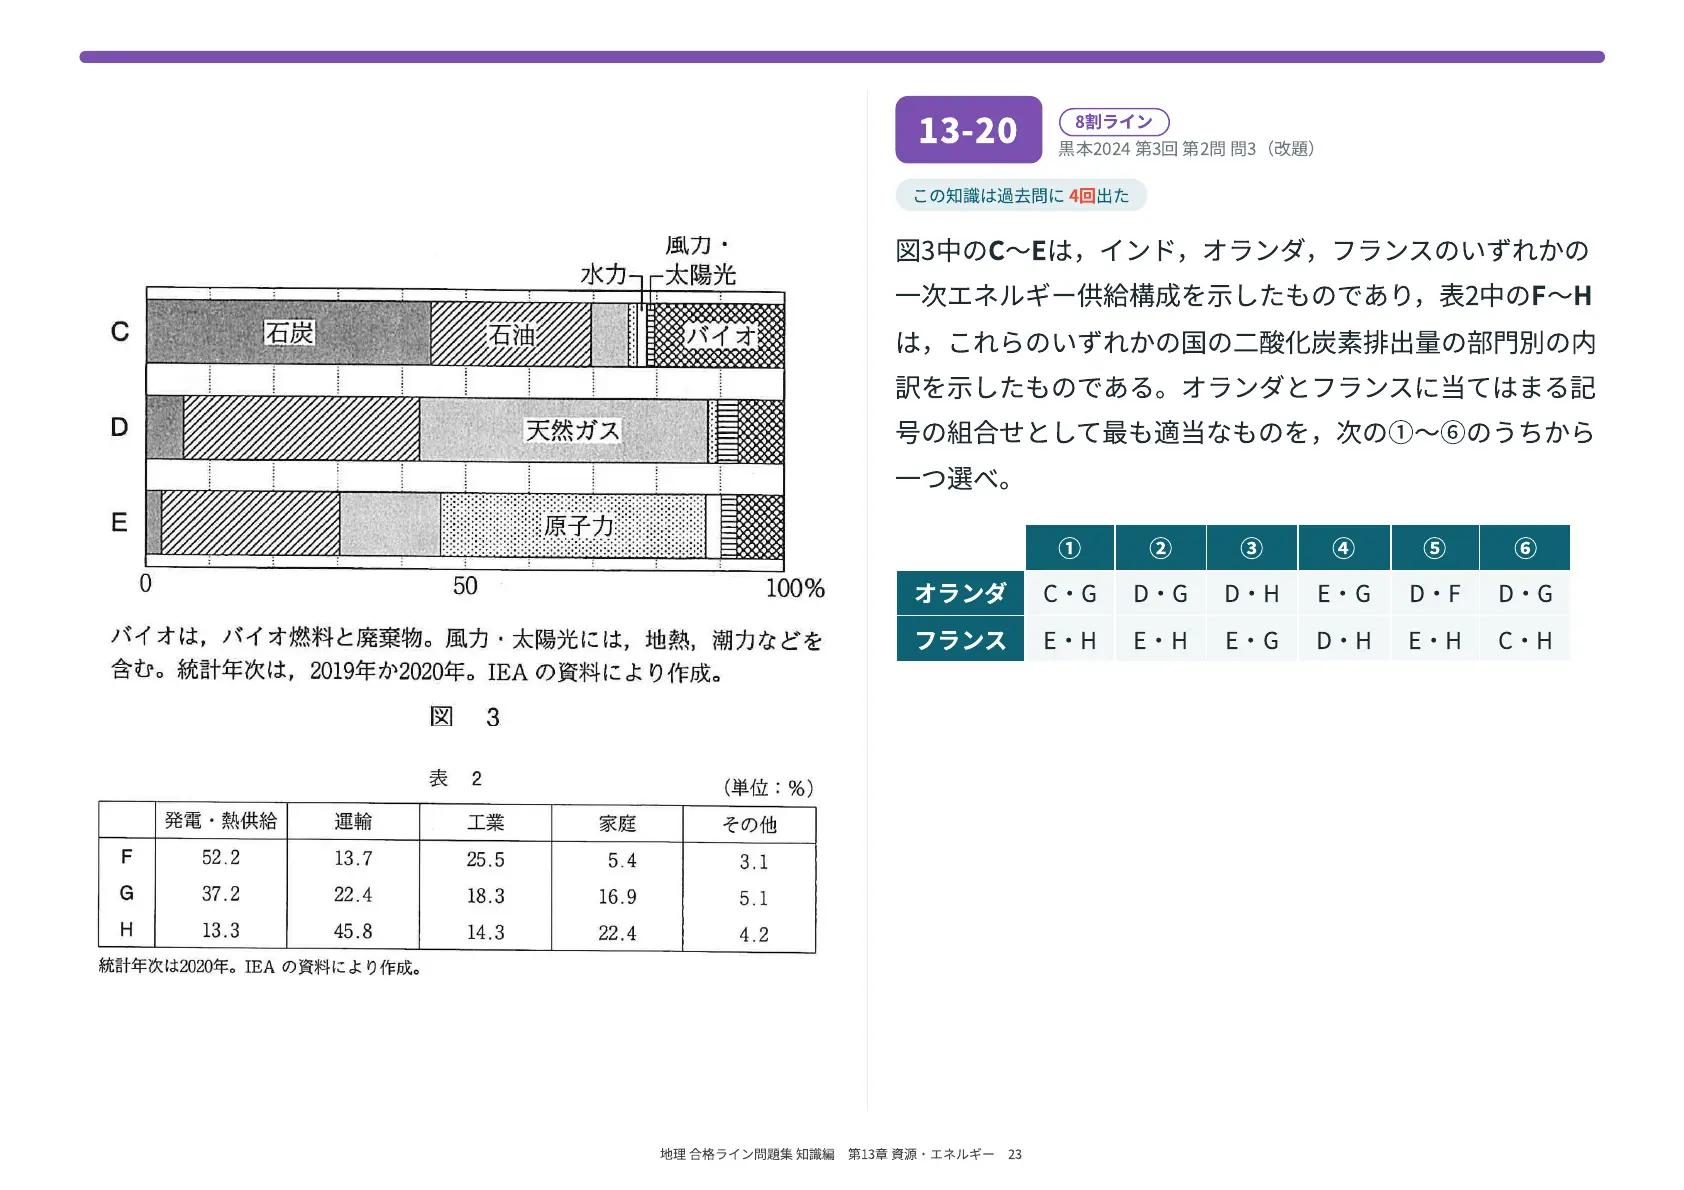 風力・
水力 太陽光
C 石炭 石油 バイオ
D 天然ガス
E 原子力
0 50 100%
バイオは，バイオ燃料と廃棄物。風力・太陽光には，地熱，潮力などを
含む。統計年次は，2019年か2020年。IEA の資料により作成。
図 3
表 2 (単位：%)
発電・熱供給 運輸 工業 家庭 その他
F 52.2 13.7 25.5 5.4 3.1
G 37.2 22.4 18.3 16.9 5.1
H 13.3 45.8 14.3 22.4 4.2
統計年次は2020年。IEA の資料により作成。
13-20
8割ライン
黒本2024 第3回 第2問 問3（改題）
この知識は過去問に 4回出た
図3中のC〜Eは，インド，オランダ，フランスのいずれかの
一次エネルギー供給構成を示したものであり，表2中のF〜H
は，これらのいずれかの国の二酸化炭素排出量の部門別の内
訳を示したものである。オランダとフランスに当てはまる記
号の組合せとして最も適当なものを，次の①〜⑥のうちから
一つ選べ。
① ② ③ ④ ⑤ ⑥
オランダ C・G D・G D・H E・G D・F D・G
フランス E・H E・H E・G D・H E・H C・H
地理 合格ライン問題集 知識編 第13章 資源・エネルギー 23